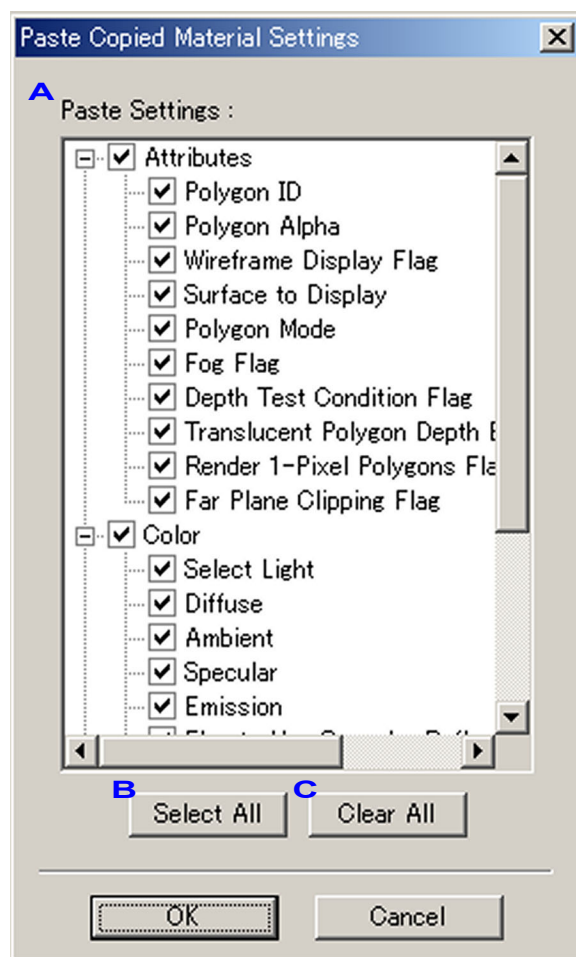 Paste Copied Material Settings
A
Paste Settings :
Attributes
Polygon ID
Polygon Alpha
Wireframe Display Flag
Surface to Display
Polygon Mode
Fog Flag
Depth Test Condition Flag
Translucent Polygon Depth
Render 1-Pixel Polygons
Far Plane Clipping Flag
Color
Select Light
Diffuse
Ambient
Specular
Emission
B C
Select All Clear All
OK Cancel